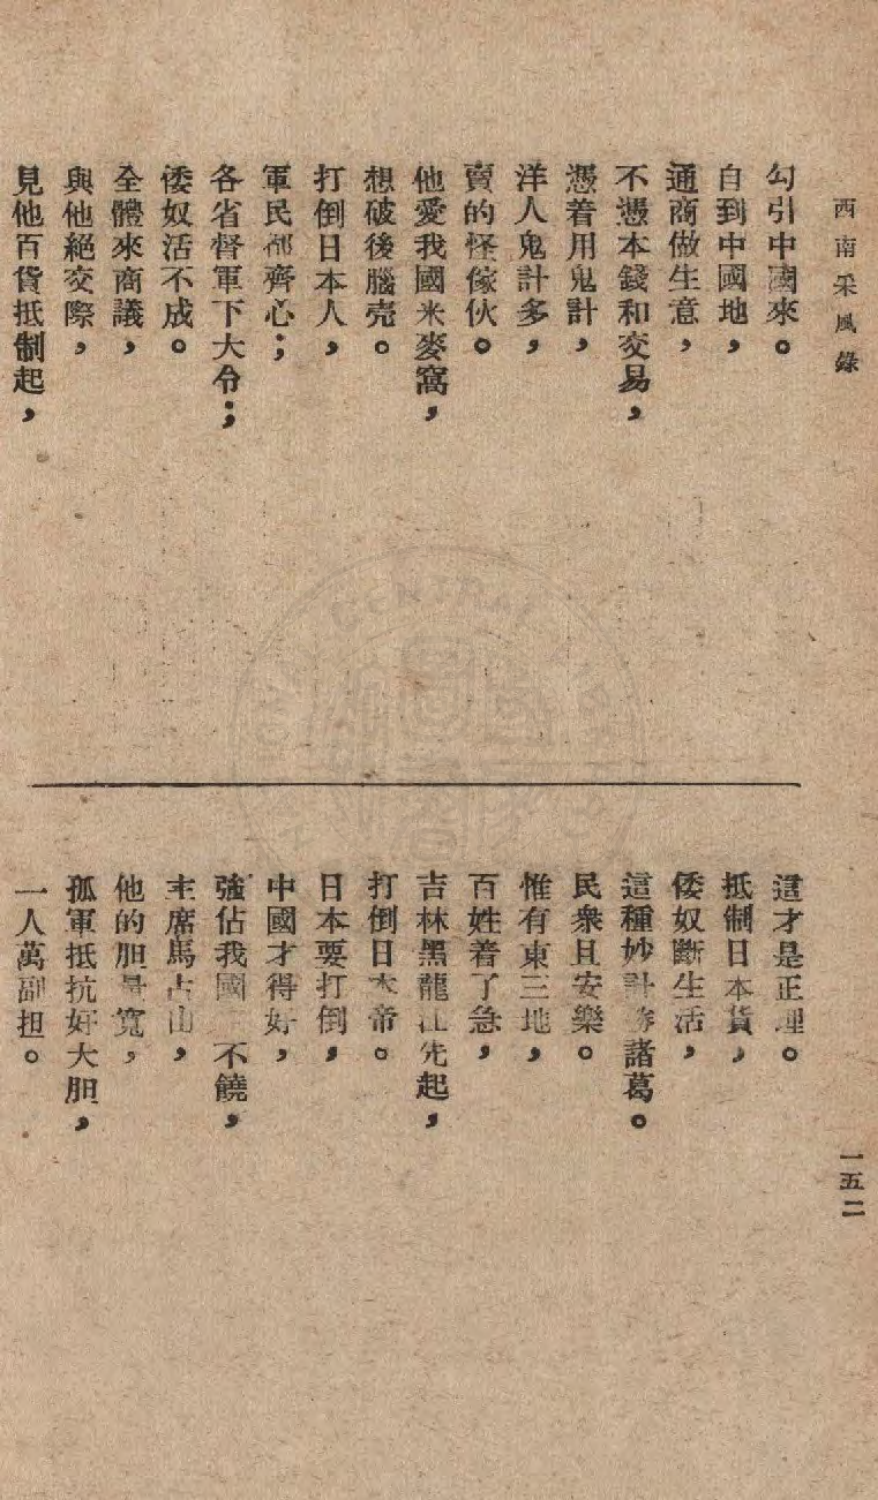 西南采風錄
勾引中國來。
自到中國地，
通商做生意，
不憑本錢和交易，
憑着用鬼計，
洋人鬼計多，
賣的怪傢伙。
他愛我國米麥窩，
想破後腦壳。
打倒日本人，
軍民都齊心；
各省督軍下大令；
倭奴活不成。
全體來商議，
與他絕交際，
見他百貨抵制起，
這才是正理。
抵制日本貨，
倭奴斷生活，
這種妙計勝諸葛。
民衆且安樂。
惟有東三地，
百姓着了急，
吉林黑龍江先起，
打倒日本帝。
日本要打倒，
中國才得好，
強佔我國不饒，
主席馬占山，
他的胆量寬，
孤軍抵抗好大胆，
一人萬副担。
一五二
CENTRAL